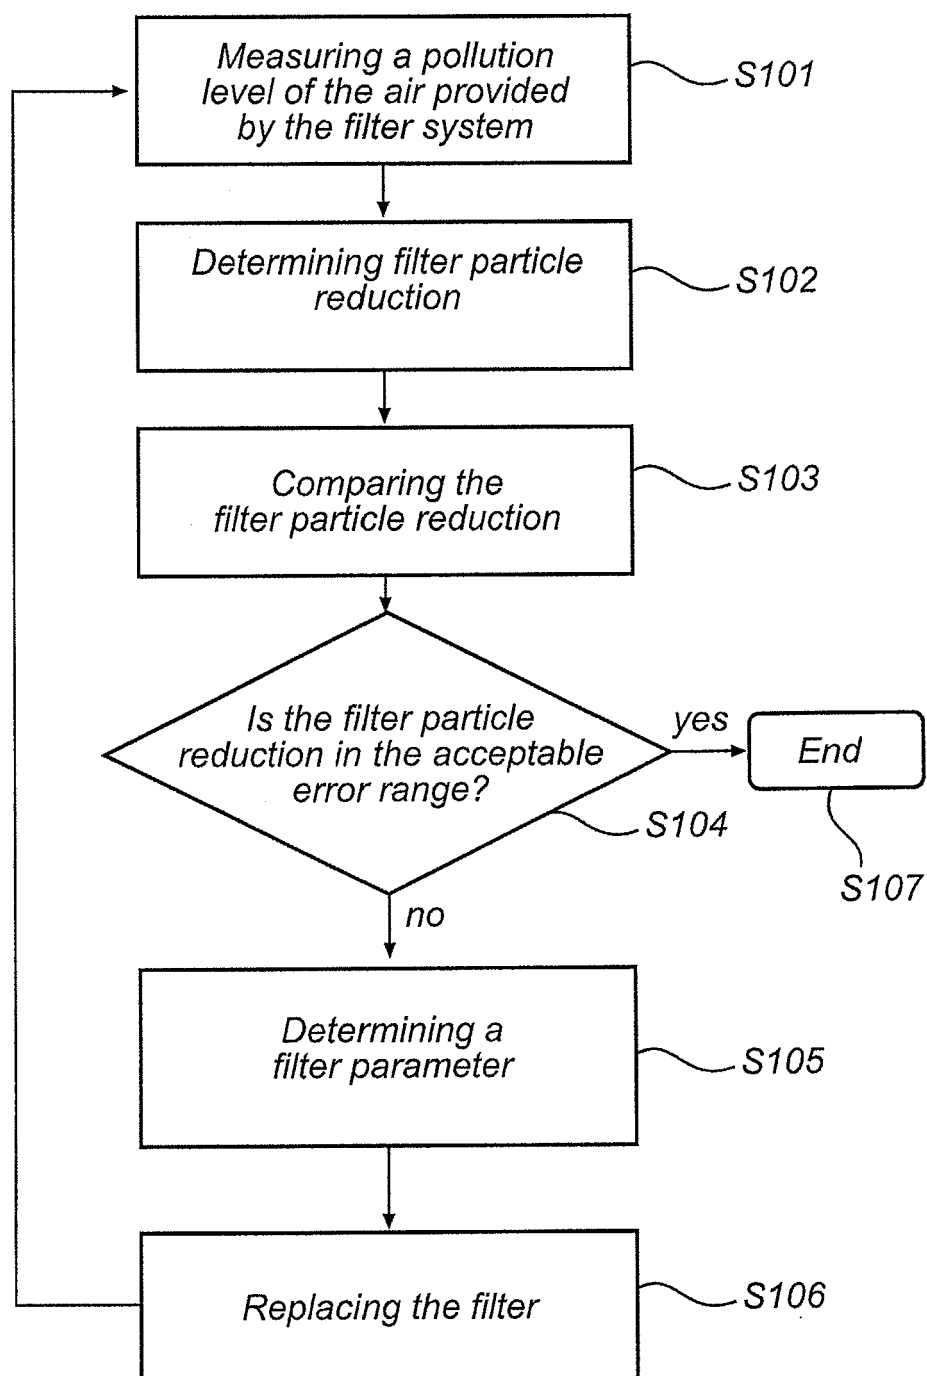 Measuring a pollution
level of the air provided
by the filter system
S101
Determining filter particle
reduction
S102
Comparing the
filter particle reduction
S103
Is the filter particle
reduction in the acceptable
error range?
yes
End
S104
S107
no
Determining a
filter parameter
S105
Replacing the filter
S106